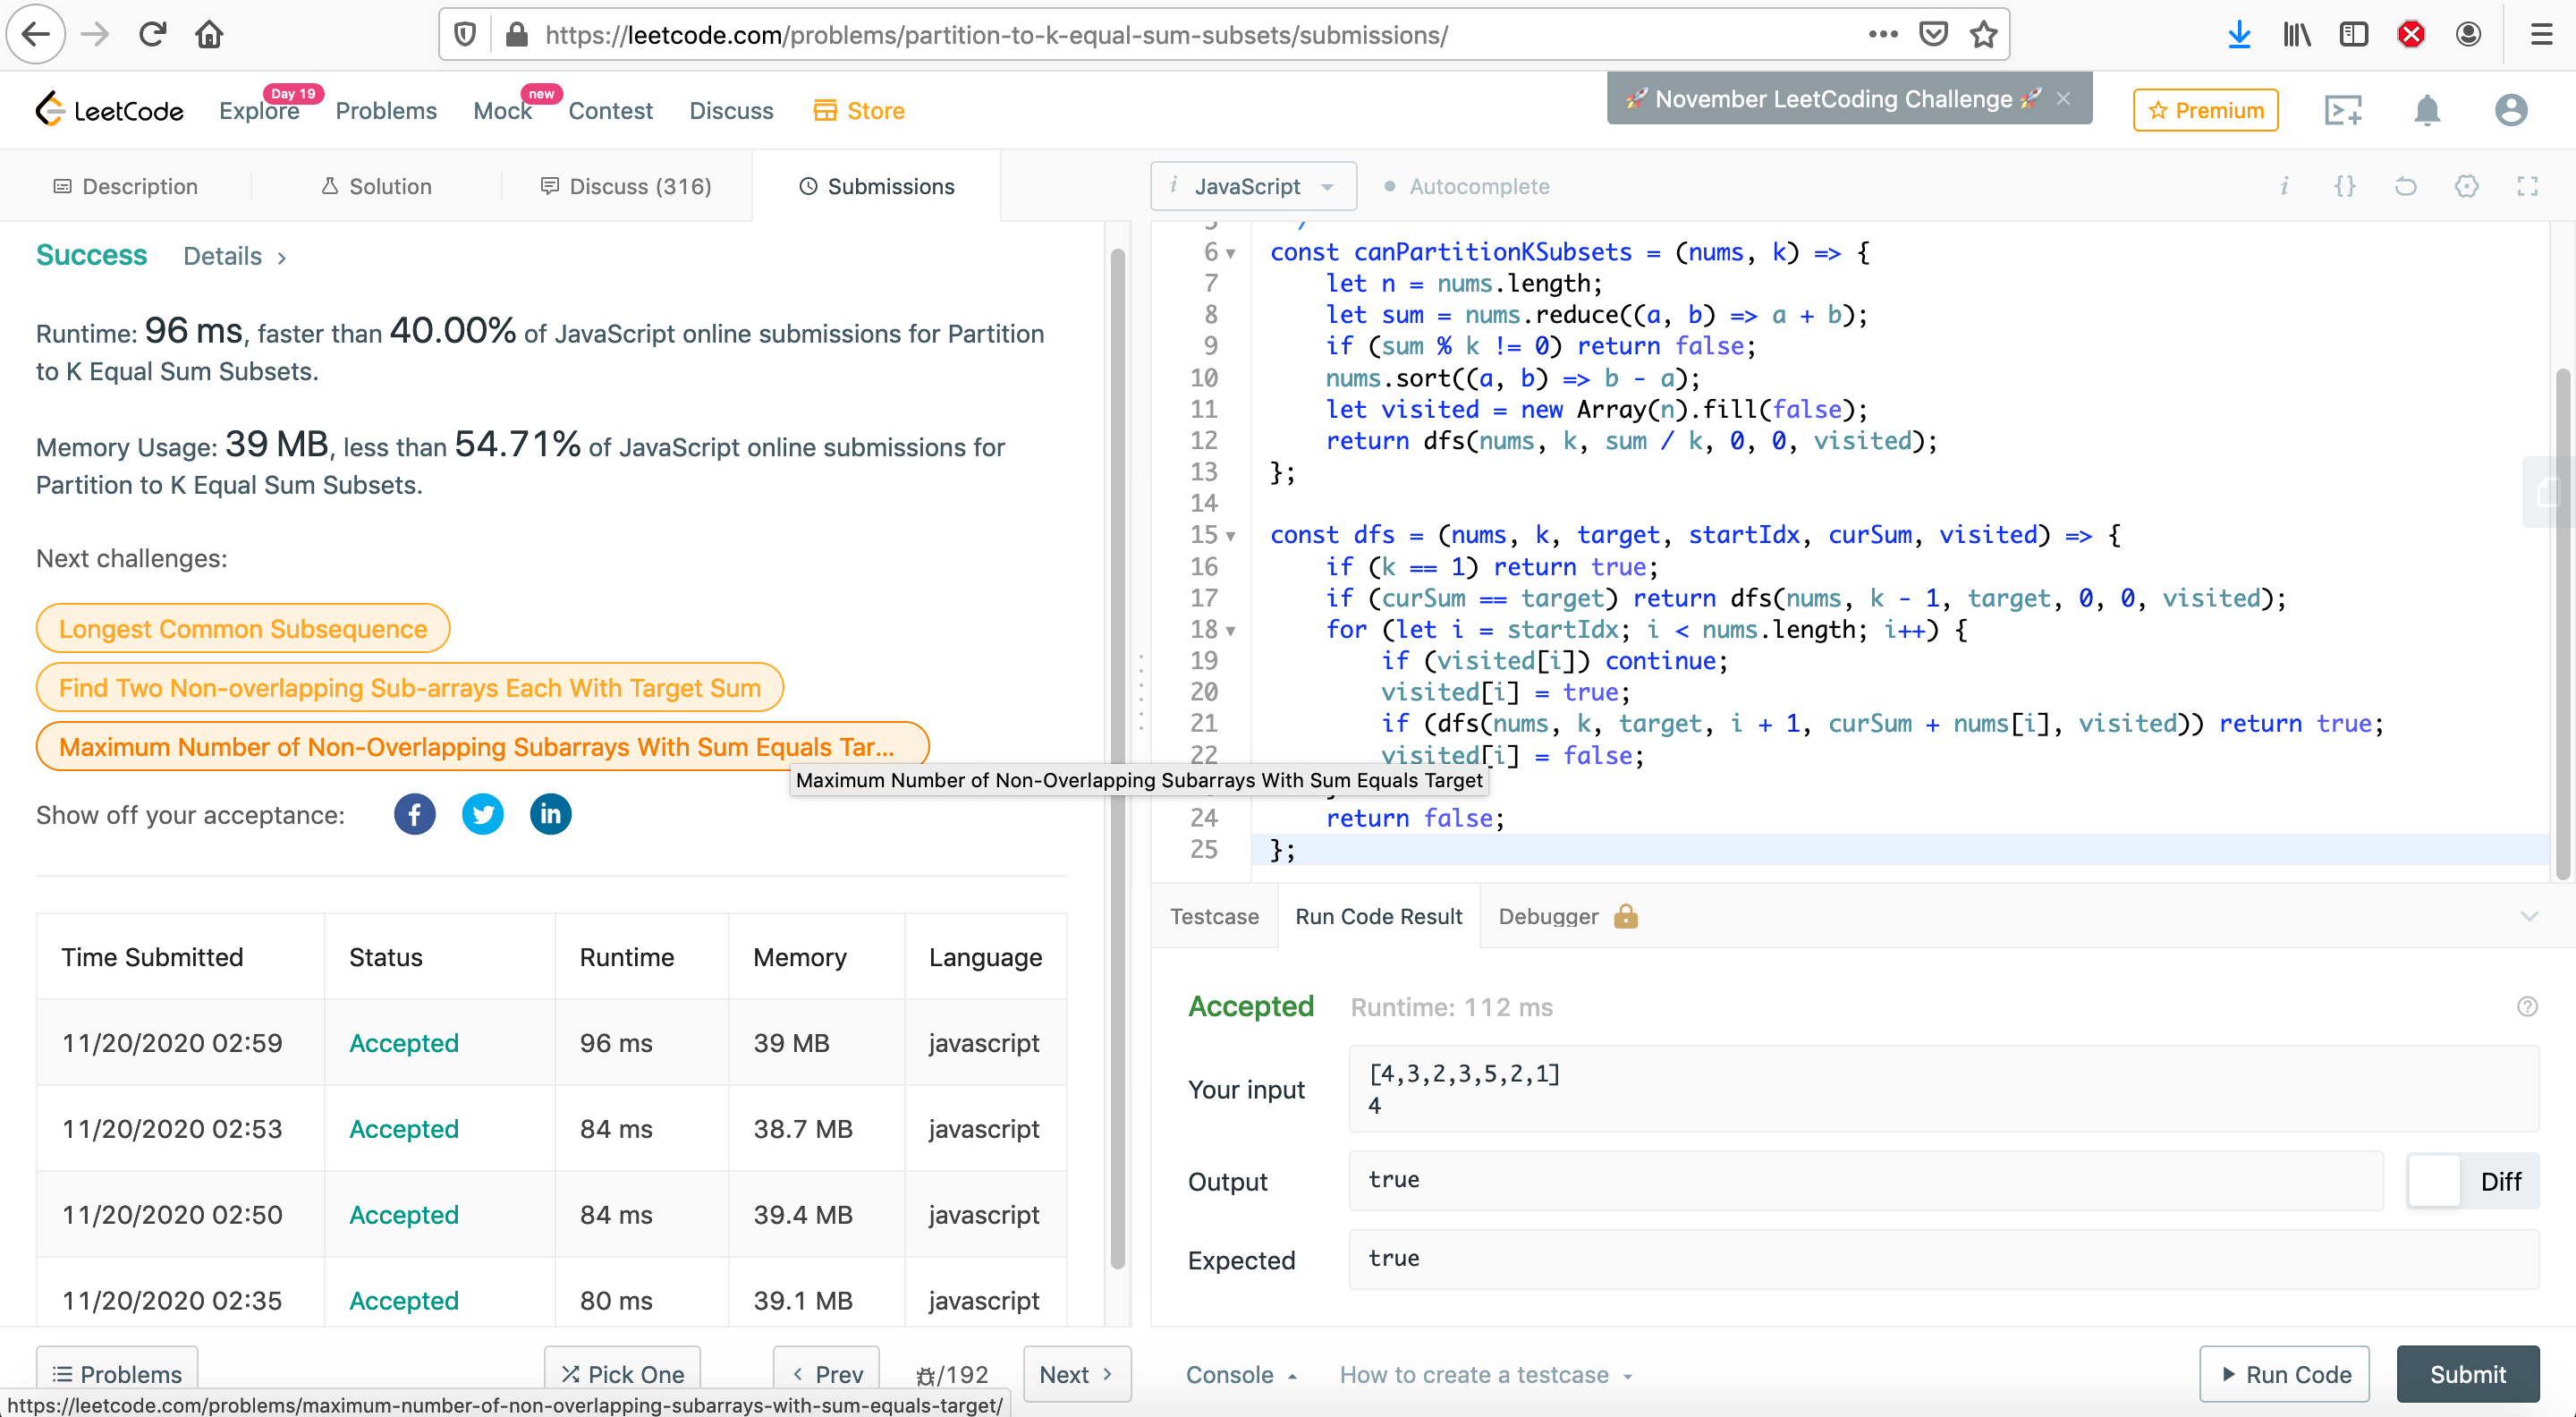 https://leetcode.com/problems/partition-to-k-equal-sum-subsets/submissions/
LeetCode
Explore
Day 19
Problems
Mock
new
Contest
Discuss
Store
🚀 November LeetCoding Challenge 🚀 ×
Premium
Description
Solution
Discuss (316)
Submissions
i JavaScript
Autocomplete
Success Details >
Runtime: 96 ms, faster than 40.00% of JavaScript online submissions for Partition
to K Equal Sum Subsets.
Memory Usage: 39 MB, less than 54.71% of JavaScript online submissions for
Partition to K Equal Sum Subsets.
Next challenges:
Longest Common Subsequence
Find Two Non-overlapping Sub-arrays Each With Target Sum
Maximum Number of Non-Overlapping Subarrays With Sum Equals Tar...
Maximum Number of Non-Overlapping Subarrays With Sum Equals Target
Show off your acceptance:
Time Submitted Status Runtime Memory Language
11/20/2020 02:59 Accepted 96 ms 39 MB javascript
11/20/2020 02:53 Accepted 84 ms 38.7 MB javascript
11/20/2020 02:50 Accepted 84 ms 39.4 MB javascript
11/20/2020 02:35 Accepted 80 ms 39.1 MB javascript
Problems
Pick One
< Prev
/192
Next >
https://leetcode.com/problems/maximum-number-of-non-overlapping-subarrays-with-sum-equals-target/
6 const canPartitionKSubsets = (nums, k) => {
7 let n = nums.length;
8 let sum = nums.reduce((a, b) => a + b);
9 if (sum % k != 0) return false;
10 nums.sort((a, b) => b - a);
11 let visited = new Array(n).fill(false);
12 return dfs(nums, k, sum / k, 0, 0, visited);
13 };
14
15 const dfs = (nums, k, target, startIdx, curSum, visited) => {
16 if (k == 1) return true;
17 if (curSum == target) return dfs(nums, k - 1, target, 0, 0, visited);
18 for (let i = startIdx; i < nums.length; i++) {
19 if (visited[i]) continue;
20 visited[i] = true;
21 if (dfs(nums, k, target, i + 1, curSum + nums[i], visited)) return true;
22 visited[i] = false;
24 return false;
25 };
Testcase
Run Code Result
Debugger
Accepted Runtime: 112 ms
Your input
[4,3,2,3,5,2,1]
4
Output
true
Diff
Expected
true
Console
How to create a testcase
Run Code
Submit